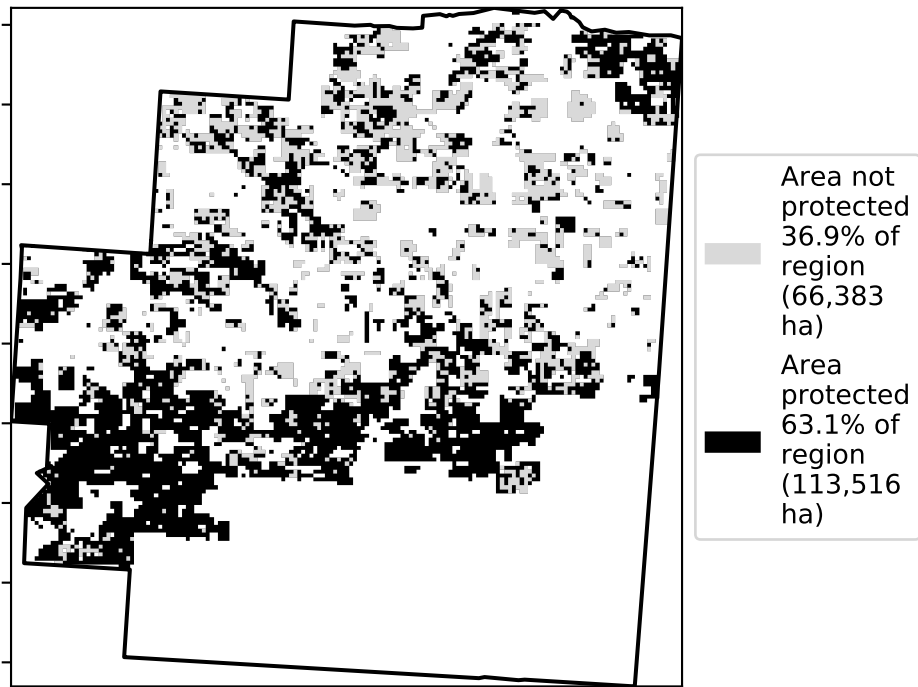 Area not
protected
36.9% of
region
(66,383
ha)
Area
protected
63.1% of
region
(113,516
ha)